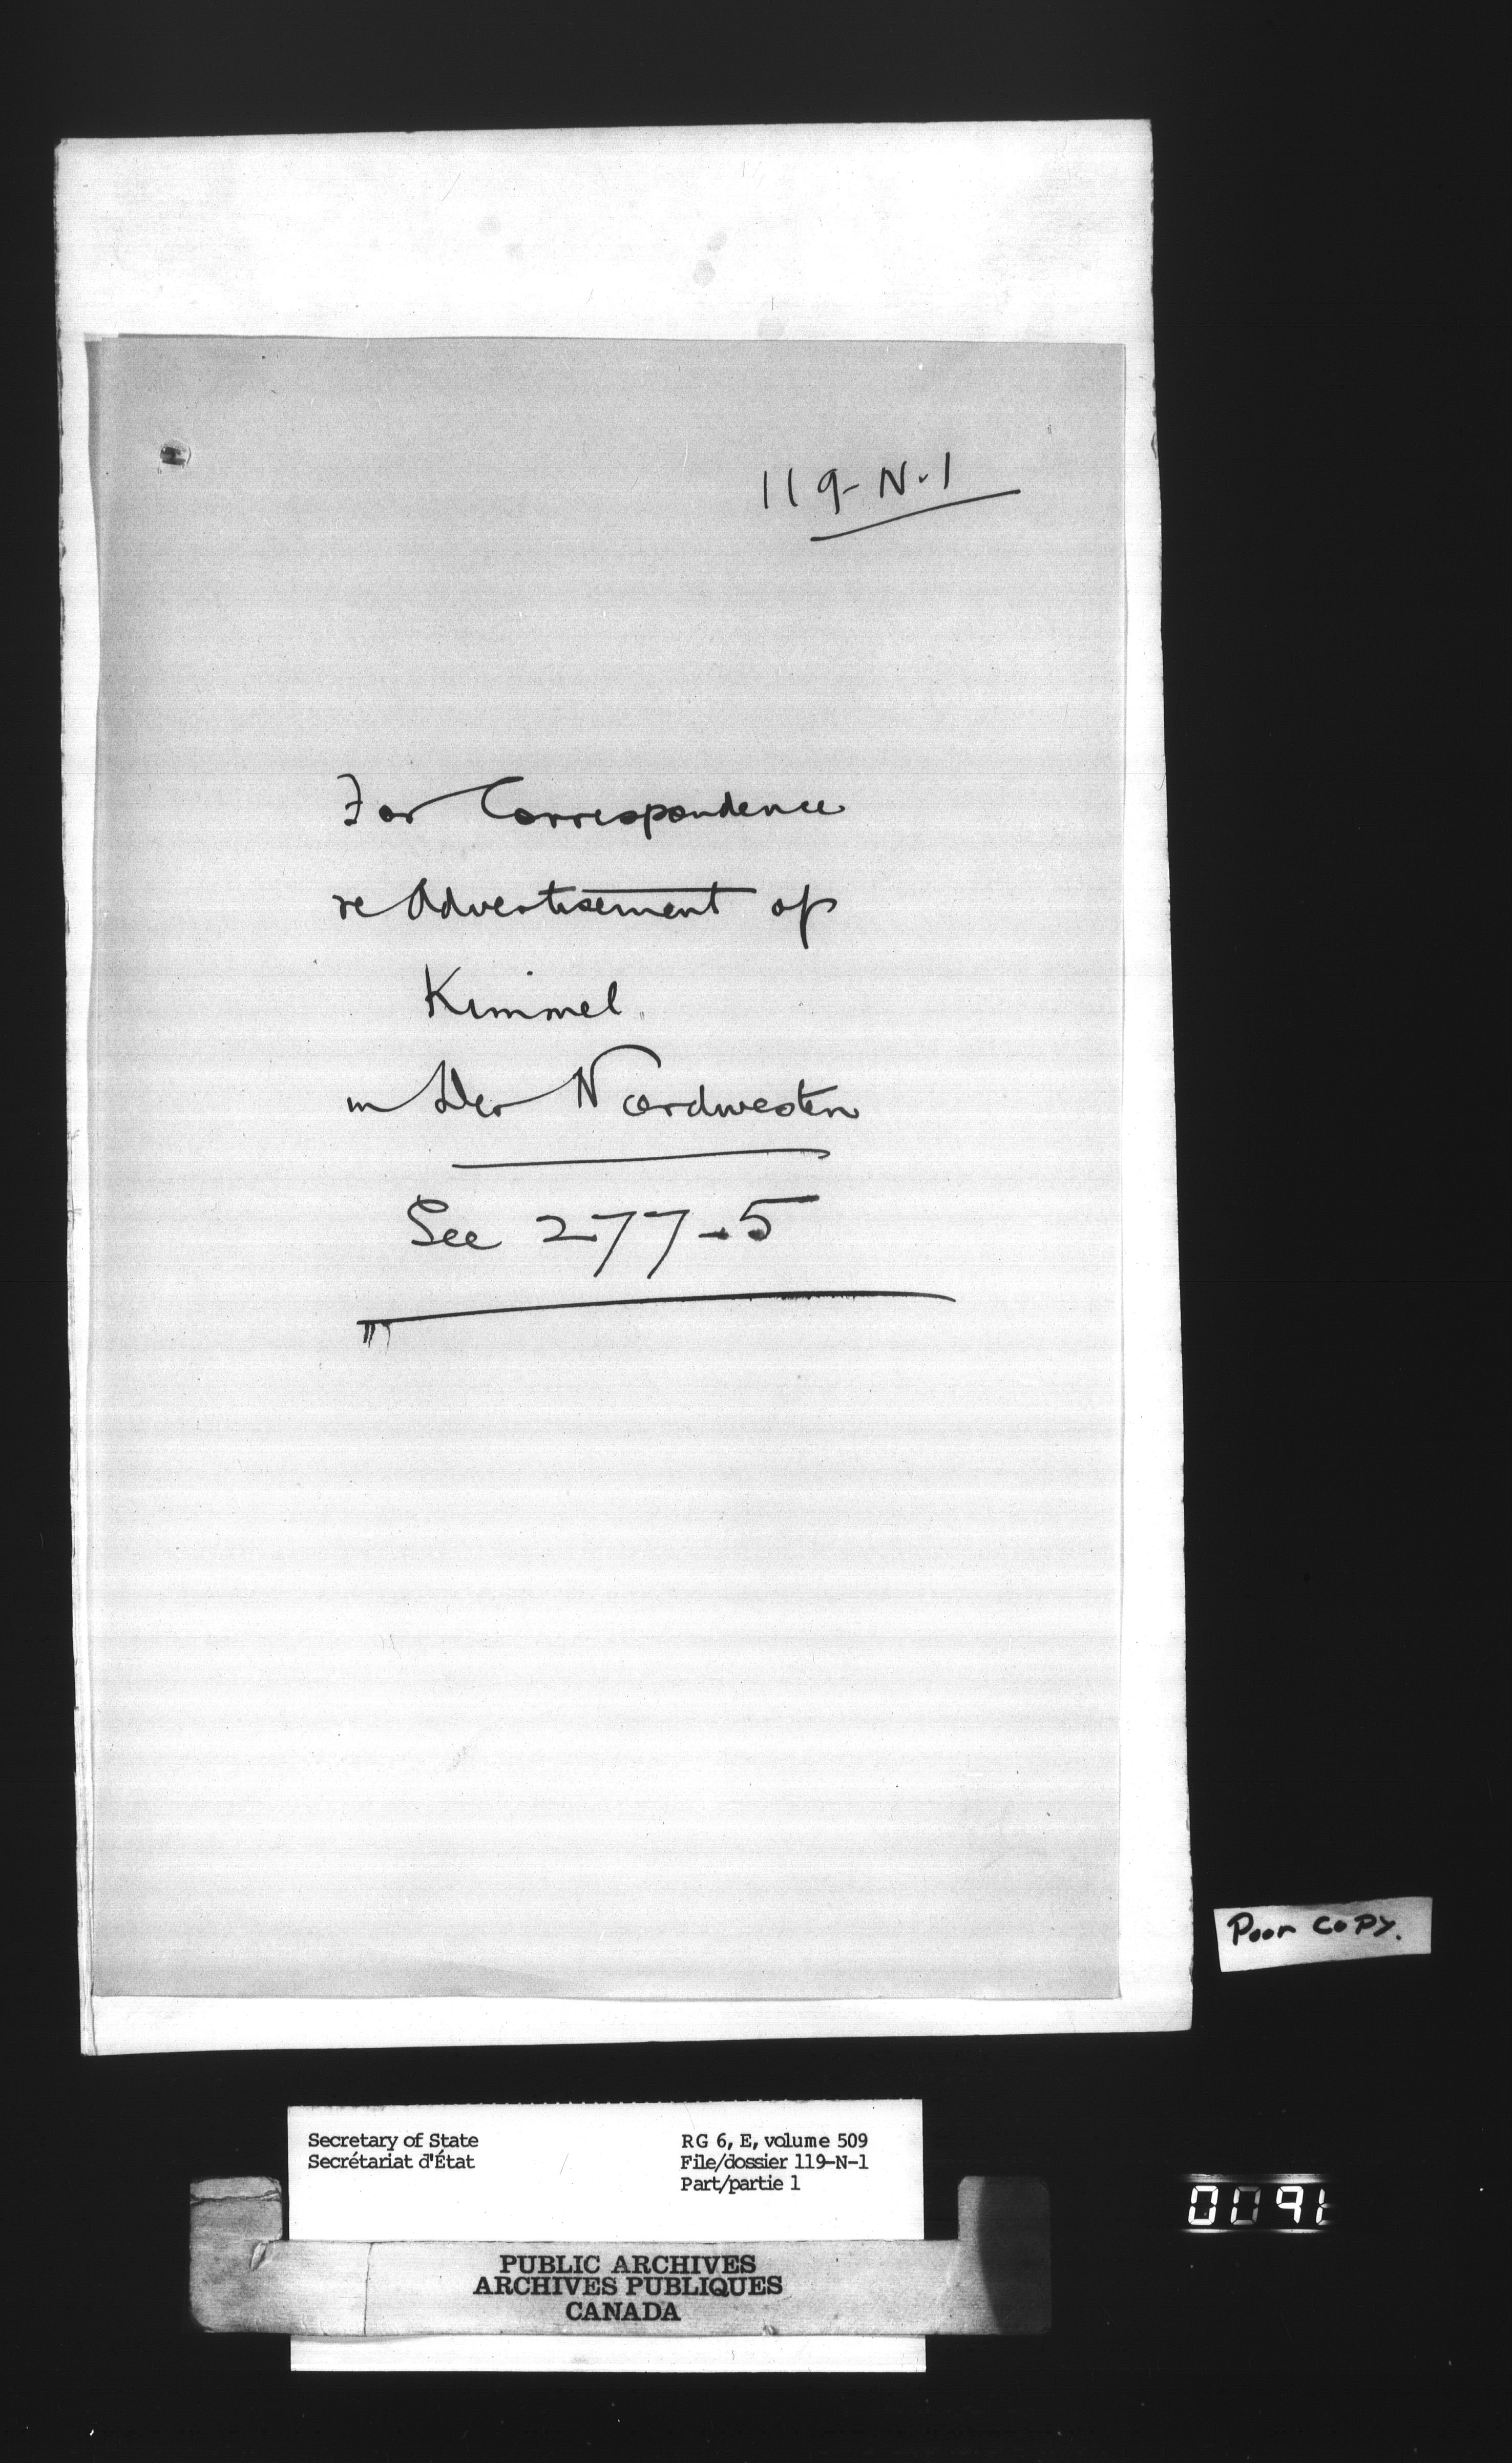 119-N-1
For Correspondence
re Advertisement of
Kimmel
in Der Nordwesten
See 277-5
Poor COPY.
Secretary of State
Secrétariat d'État
RG 6, E, volume 509
File/dossier 119-N-1
Part/partie 1
0091
PUBLIC ARCHIVES
ARCHIVES PUBLIQUES
CANADA